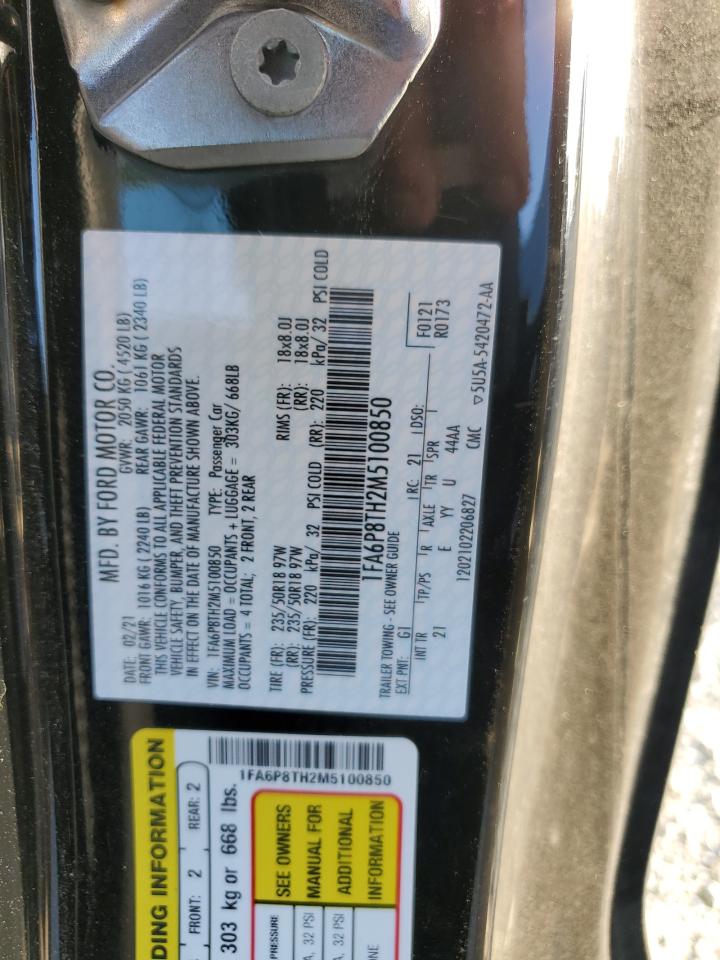 MFD. BY FORD MOTOR CO.
DATE: 02/21 GVWR: 2050 KG ( 4520 LB)
FRONT GAWR: 1016 KG ( 2240 LB) REAR GAWR: 1061 KG ( 2340 LB)
THIS VEHICLE CONFORMS TO ALL APPLICABLE FEDERAL MOTOR
VEHICLE SAFETY, BUMPER, AND THEFT PREVENTION STANDARDS
IN EFFECT ON THE DATE OF MANUFACTURE SHOWN ABOVE.
VIN: 1FA6P8TH2M5100850 TYPE: Passenger Car
MAXIMUM LOAD = OCCUPANTS + LUGGAGE = 303KG/ 668LB
OCCUPANTS = 4 TOTAL; 2 FRONT, 2 REAR
TIRE (FR): 235/50R18 97W RIMS (FR): 18x8.0J
(RR): 235/50R18 97W (RR): 18x8.0J
PRESSURE (FR): 220 kPa/ 32 PSI COLD (RR): 220 kPa/ 32 PSI COLD
1FA6P8TH2M5100850
TRAILER TOWING - SEE OWNER GUIDE
EXT PNT: G1 RC: 21 DSO: F0121
R0173
INT TR TP/PS R AXLE TR SPR
21 E YY U 44AA
1202102206827 CMC ▽5U5A-5420472-AA
DING INFORMATION
FRONT: 2 REAR: 2
303 kg or 668 lbs.
1FA6P8TH2M5100850
PRESSURE
SEE OWNERS
MANUAL FOR
ADDITIONAL
INFORMATION
A, 32 PSI
A, 32 PSI
ONE